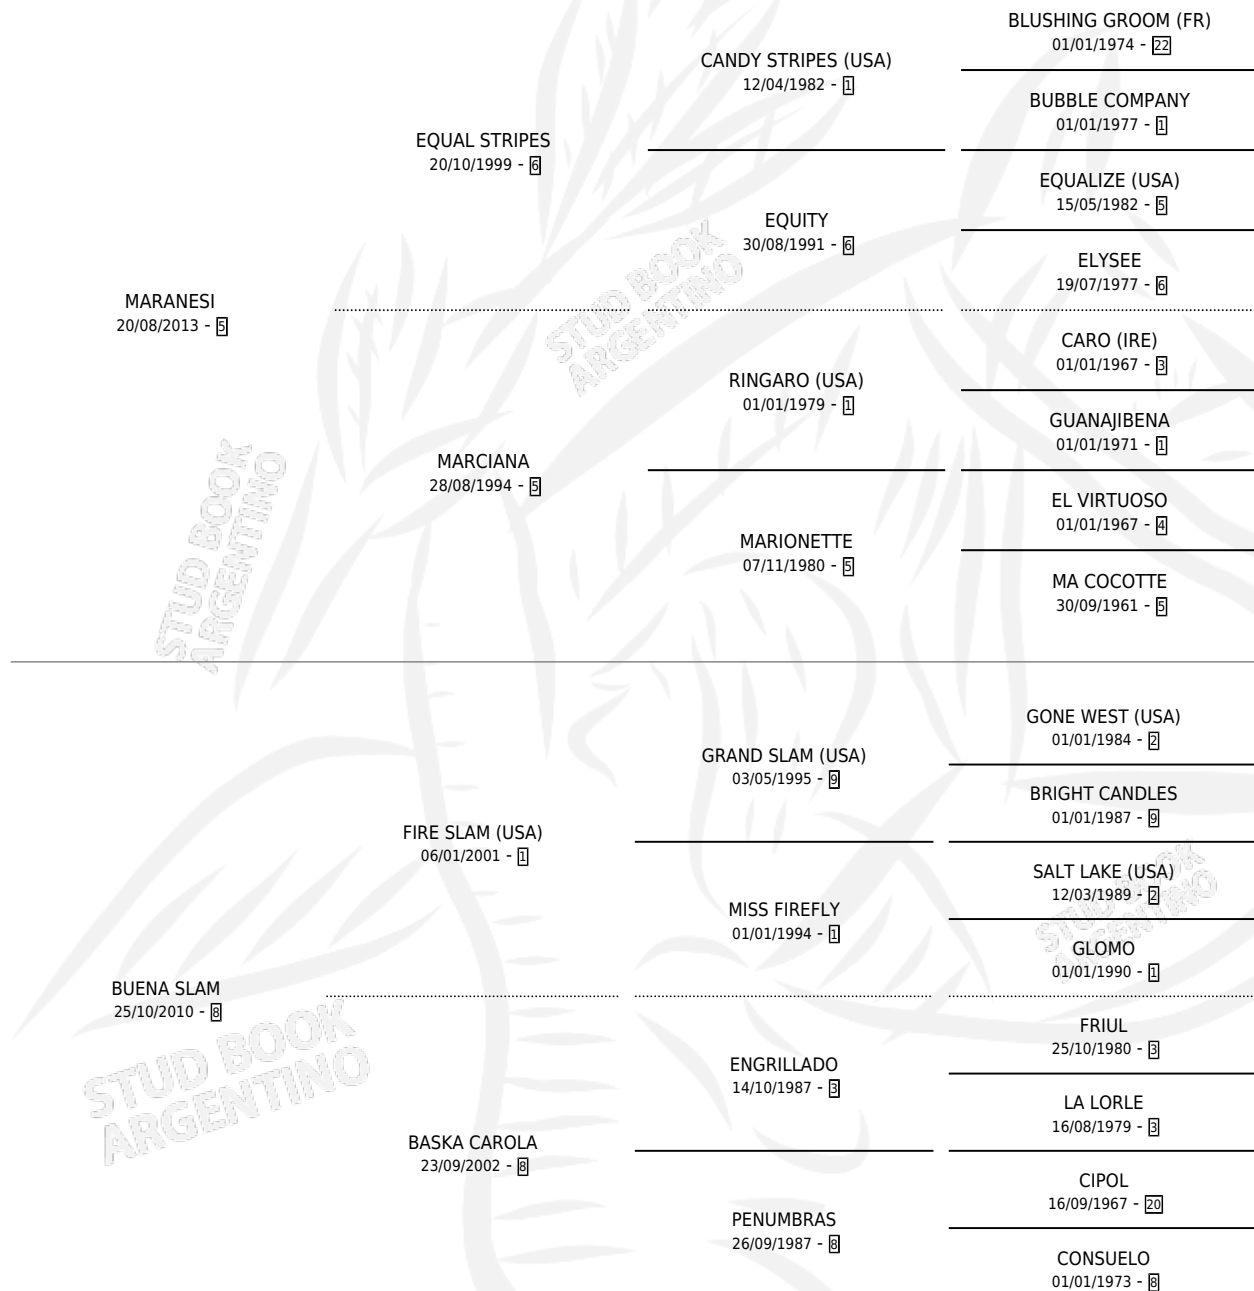 BLUSHING GROOM (FR)
01/01/1974 - 22
CANDY STRIPES (USA)
12/04/1982 - 1
BUBBLE COMPANY
01/01/1977 - 1
EQUAL STRIPES
20/10/1999 - 6
EQUALIZE (USA)
15/05/1982 - 5
EQUITY
30/08/1991 - 6
ELYSEE
19/07/1977 - 6
MARANESI
20/08/2013 - 5
CARO (IRE)
01/01/1967 - 3
RINGARO (USA)
01/01/1979 - 1
GUANAJIBENA
01/01/1971 - 1
MARCIANA
28/08/1994 - 5
EL VIRTUOSO
01/01/1967 - 4
MARIONETTE
07/11/1980 - 5
MA COCOTTE
30/09/1961 - 5
GONE WEST (USA)
01/01/1984 - 2
GRAND SLAM (USA)
03/05/1995 - 9
BRIGHT CANDLES
01/01/1987 - 9
FIRE SLAM (USA)
06/01/2001 - 1
SALT LAKE (USA)
12/03/1989 - 2
MISS FIREFLY
01/01/1994 - 1
GLOMO
01/01/1990 - 1
BUENA SLAM
25/10/2010 - 8
FRIUL
25/10/1980 - 3
ENGRILLADO
14/10/1987 - 3
LA LORLE
16/08/1979 - 3
BASKA CAROLA
23/09/2002 - 8
CIPOL
16/09/1967 - 20
PENUMBRAS
26/09/1987 - 8
CONSUELO
01/01/1973 - 8
STUD BOOK
ARGENTINO
STUD BOOK
ARGENTINO
STUD BOOK
ARGENTINO
STUD BOOK
ARGENTINO